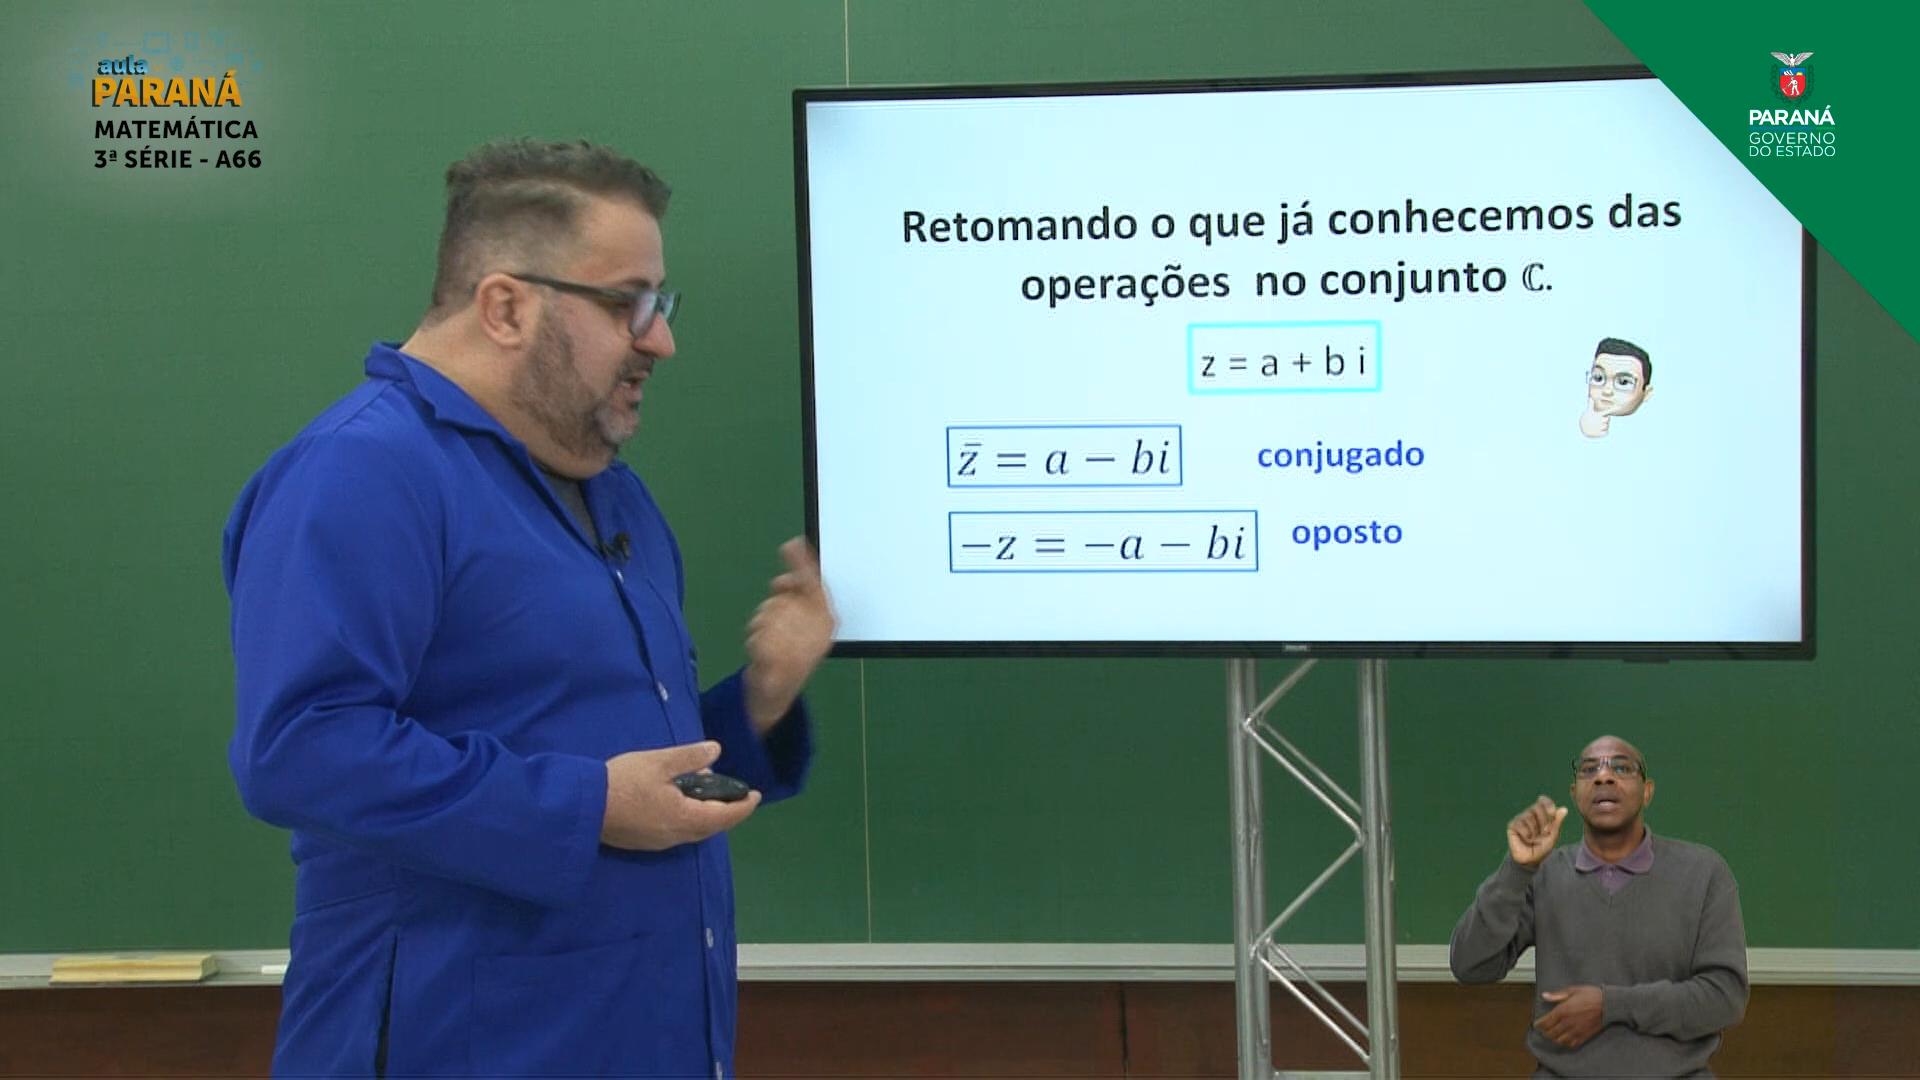 aula
PARANÁ
MATEMÁTICA
3ª SÉRIE - A66
PARANÁ
GOVERNO
DO ESTADO
Retomando o que já conhecemos das
operações no conjunto ℂ.
z = a + b i
z̅ = a − bi conjugado
−z = −a − bi oposto
PHILIPS